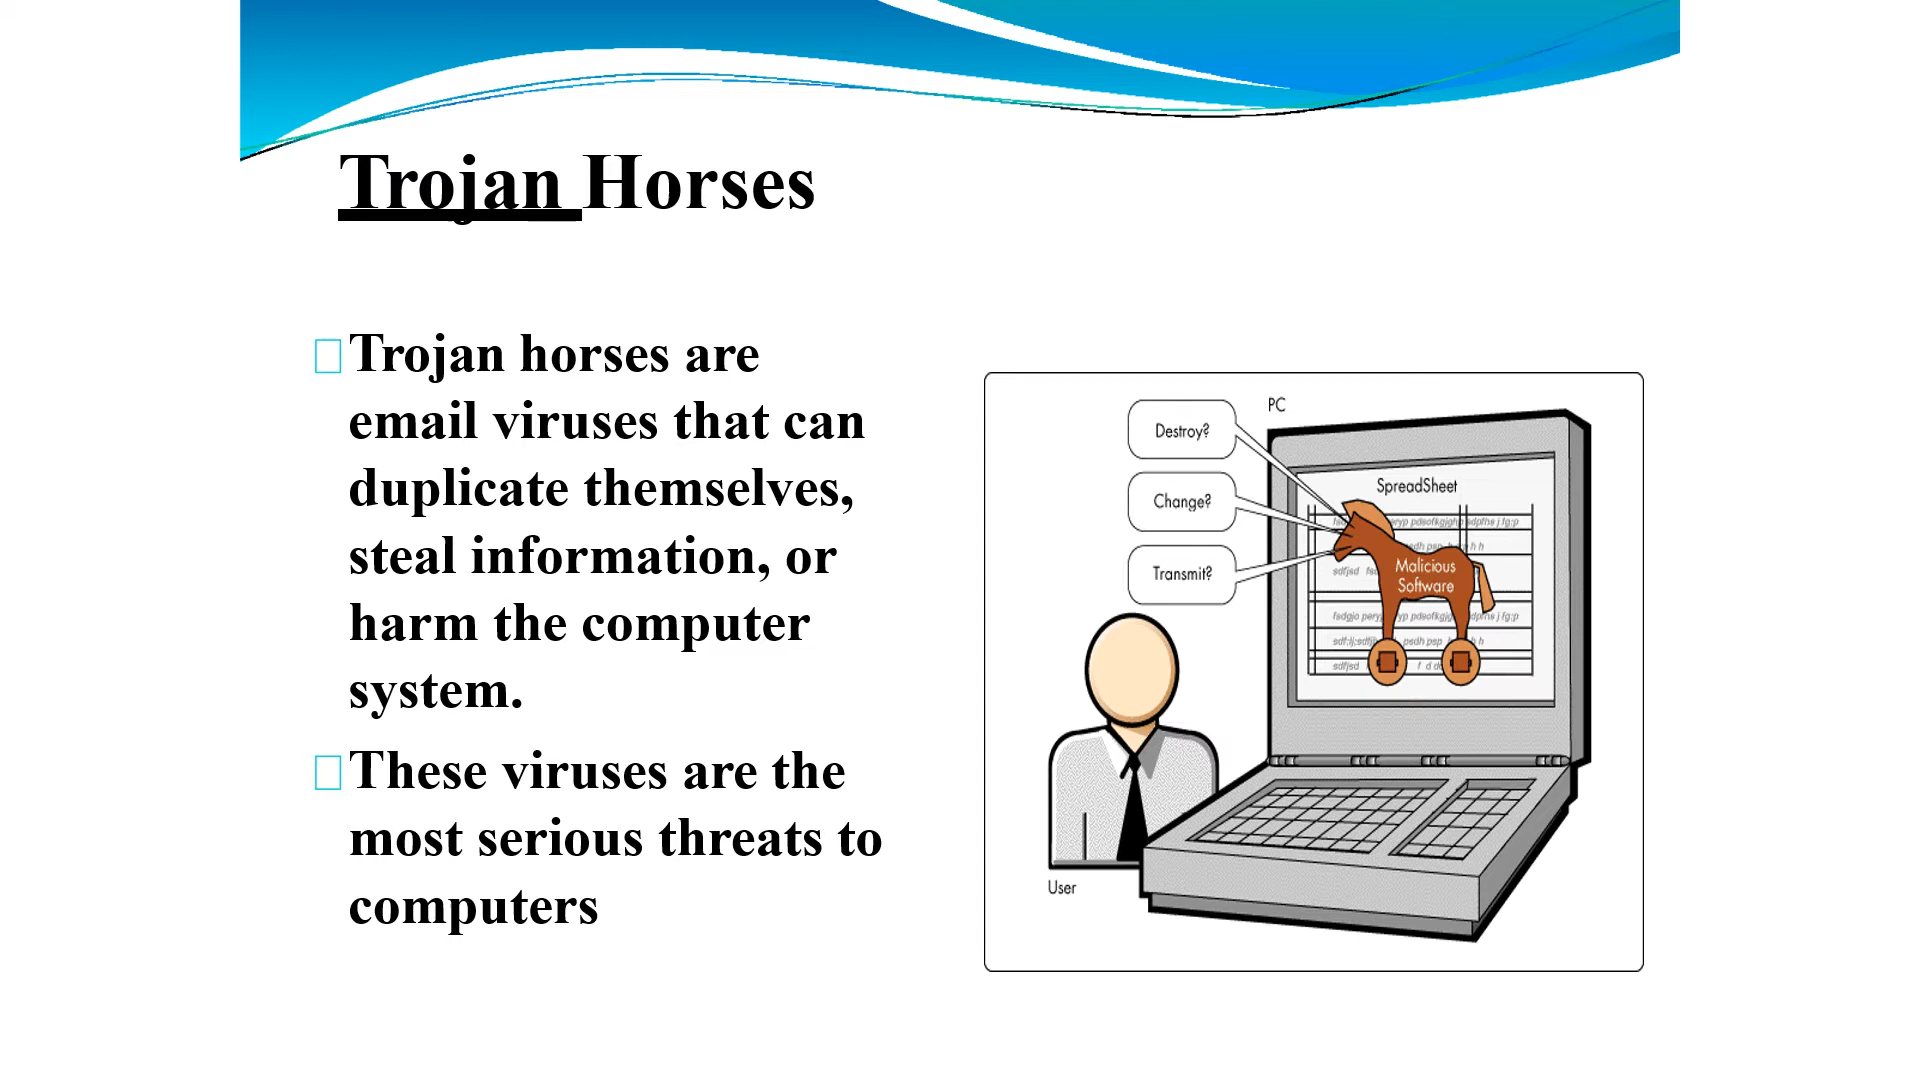 Trojan Horses
Trojan horses are
email viruses that can
duplicate themselves,
steal information, or
harm the computer
system.
These viruses are the
most serious threats to
computers
PC
Destroy?
Change?
Transmit?
SpreadSheet
Malicious
Software
User